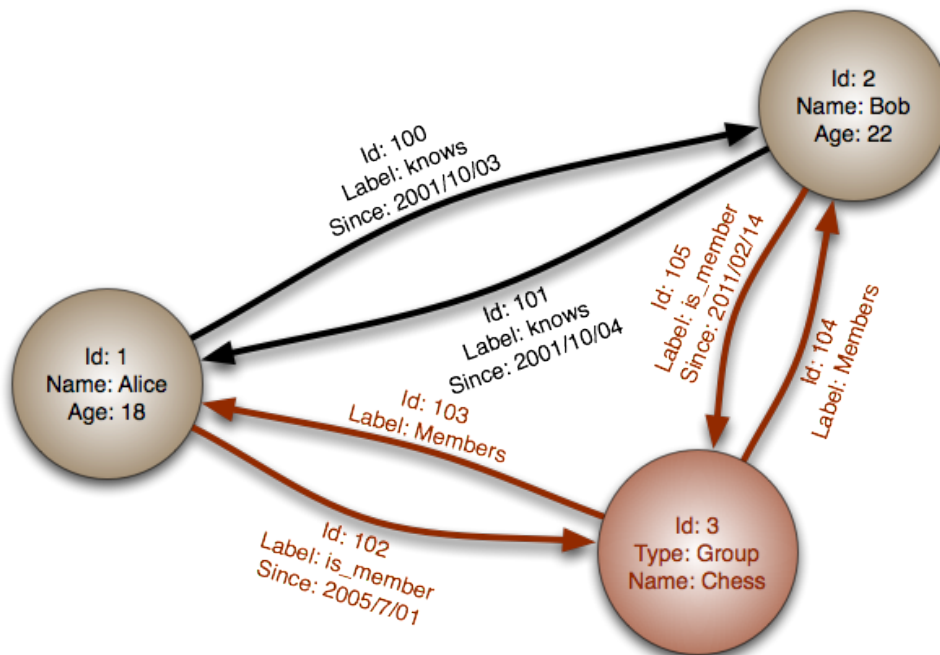 Id: 2
Name: Bob
Age: 22
Id: 100
Label: knows
Since: 2001/10/03
Id: 101
Label: knows
Since: 2001/10/04
Id: 105
Label: is_member
Since: 2011/02/14
Id: 104
Label: Members
Id: 1
Name: Alice
Age: 18
Id: 103
Label: Members
Id: 102
Label: is_member
Since: 2005/7/01
Id: 3
Type: Group
Name: Chess